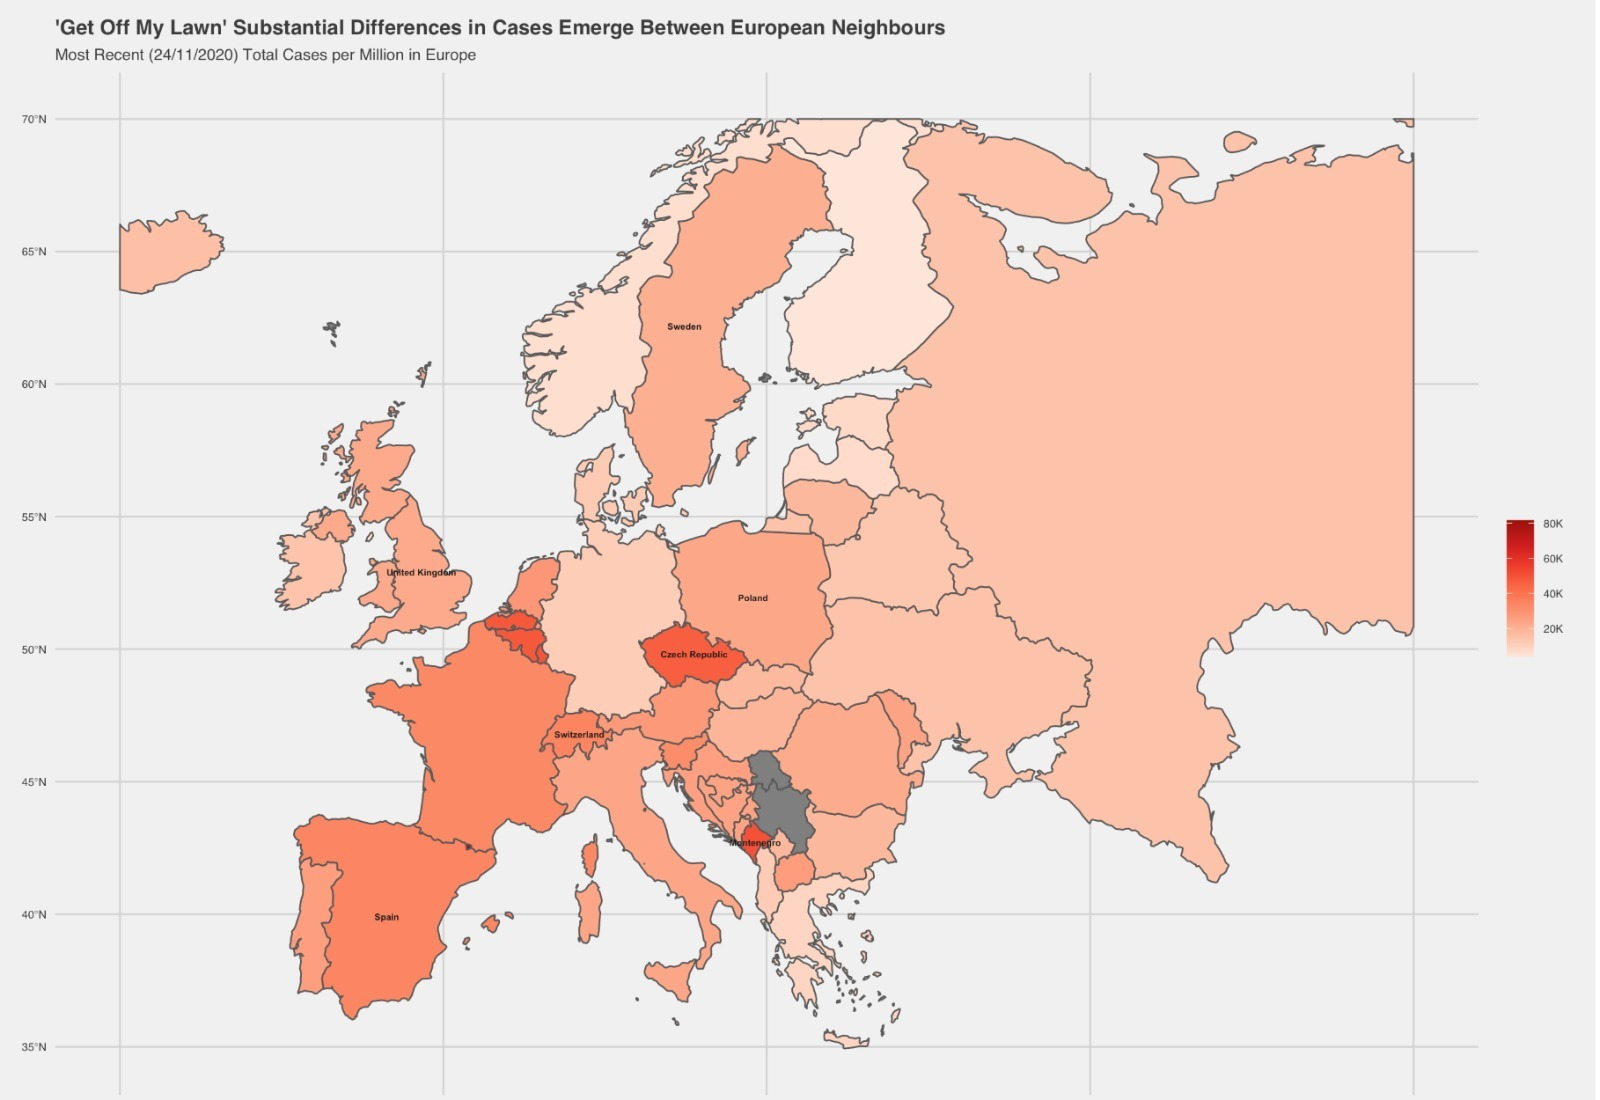 'Get Off My Lawn' Substantial Differences in Cases Emerge Between European Neighbours
Most Recent (24/11/2020) Total Cases per Million in Europe
70°N
65°N
Sweden
60°N
55°N
80K
60K
40K
20K
United Kingdom
Poland
50°N
Czech Republic
Switzerland
45°N
Montenegro
40°N
Spain
35°N